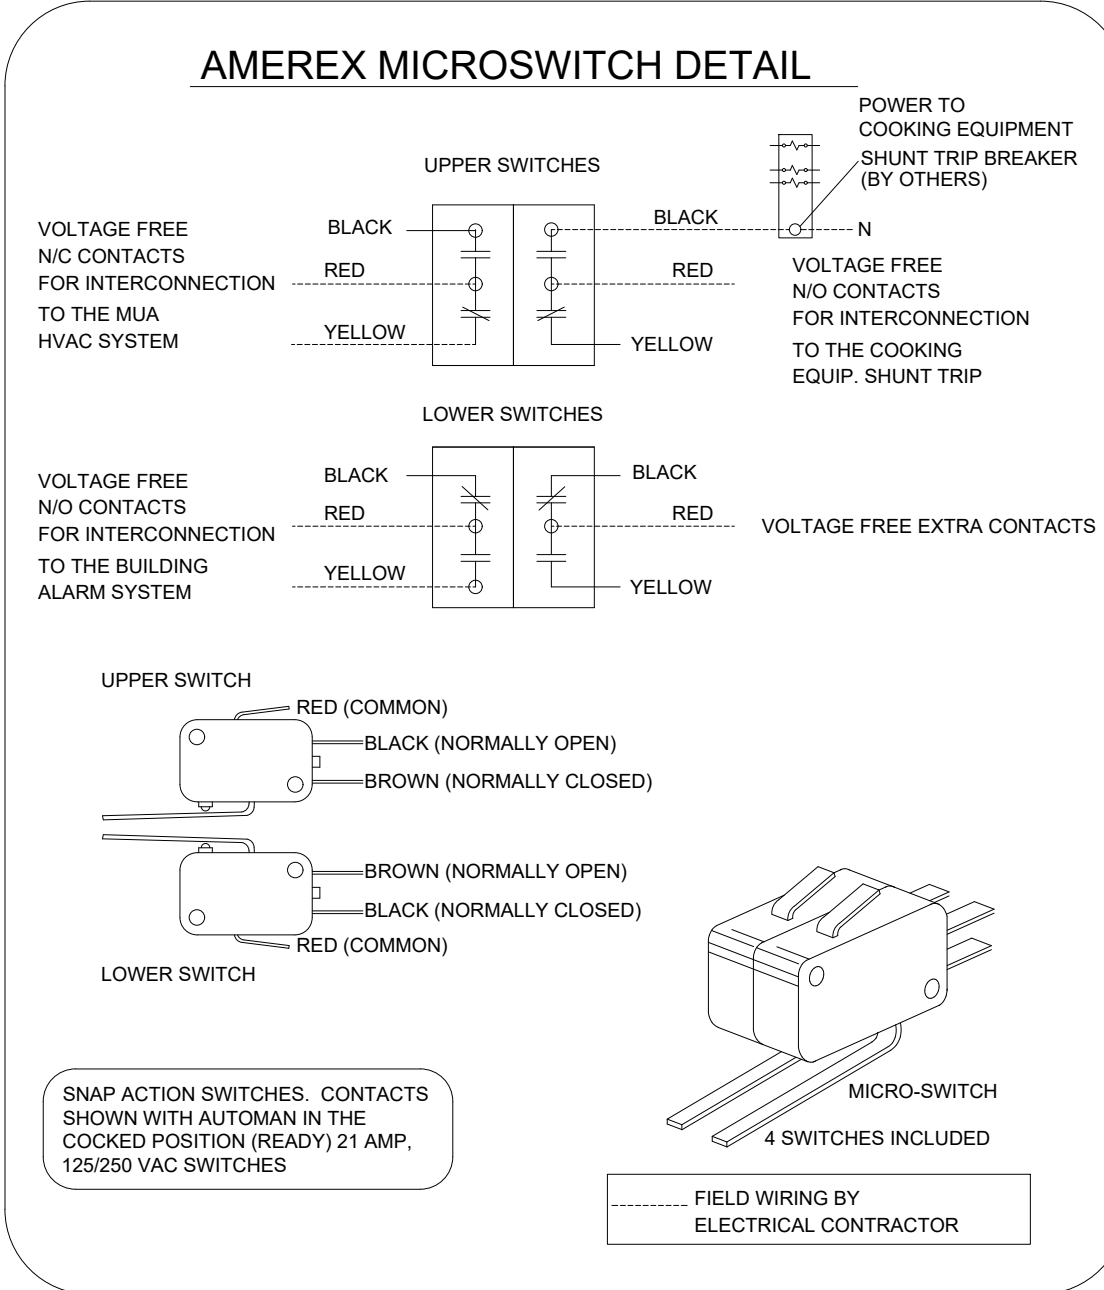 AMEREX MICROSWITCH DETAIL
POWER TO
COOKING EQUIPMENT
SHUNT TRIP BREAKER
(BY OTHERS)
UPPER SWITCHES
VOLTAGE FREE
N/C CONTACTS
FOR INTERCONNECTION
TO THE MUA
HVAC SYSTEM
BLACK
RED
YELLOW
BLACK
RED
YELLOW
N
VOLTAGE FREE
N/O CONTACTS
FOR INTERCONNECTION
TO THE COOKING
EQUIP. SHUNT TRIP
LOWER SWITCHES
VOLTAGE FREE
N/O CONTACTS
FOR INTERCONNECTION
TO THE BUILDING
ALARM SYSTEM
BLACK
RED
YELLOW
BLACK
RED
YELLOW
VOLTAGE FREE EXTRA CONTACTS
UPPER SWITCH
RED (COMMON)
BLACK (NORMALLY OPEN)
BROWN (NORMALLY CLOSED)
BROWN (NORMALLY OPEN)
BLACK (NORMALLY CLOSED)
RED (COMMON)
LOWER SWITCH
SNAP ACTION SWITCHES. CONTACTS
SHOWN WITH AUTOMAN IN THE
COCKED POSITION (READY) 21 AMP,
125/250 VAC SWITCHES
MICRO-SWITCH
4 SWITCHES INCLUDED
FIELD WIRING BY
ELECTRICAL CONTRACTOR